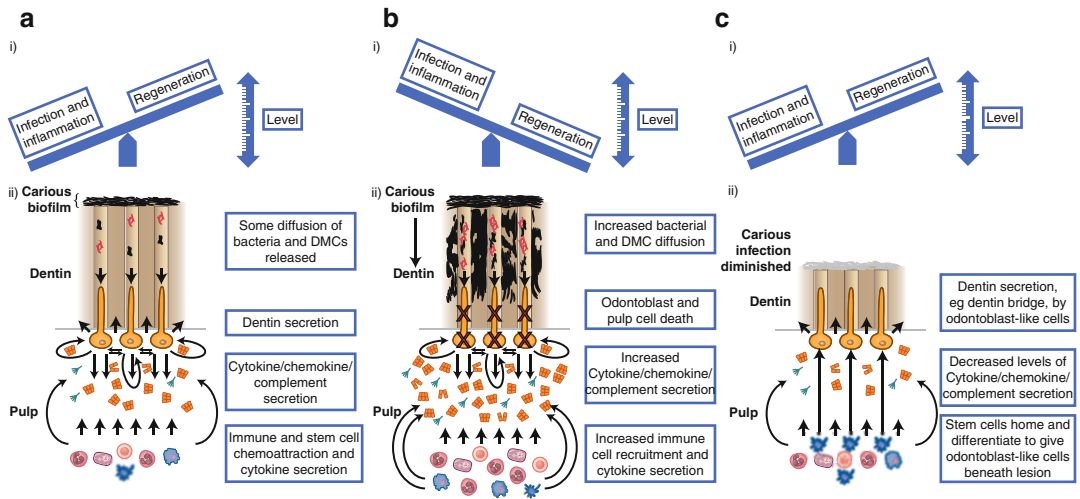 a
i)
Infection and
inflammation
Regeneration
Level
ii) Carious
biofilm
Dentin
Pulp
Some diffusion of
bacteria and DMCs
released
Dentin secretion
Cytokine/chemokine/
complement
secretion
Immune and stem cell
chemoattraction and
cytokine secretion
b
i)
Infection and
inflammation
Regeneration
Level
ii) Carious
biofilm
Dentin
Pulp
Increased bacterial
and DMC diffusion
Odontoblast and
pulp cell death
Increased
Cytokine/chemokine/
complement secretion
Increased immune
cell recruitment and
cytokine secretion
c
i)
Infection and
inflammation
Regeneration
Level
ii)
Carious
infection
diminished
Dentin
Pulp
Dentin secretion,
eg dentin bridge, by
odontoblast-like cells
Decreased levels of
Cytokine/chemokine/
complement secretion
Stem cells home and
differentiate to give
odontoblast-like cells
beneath lesion